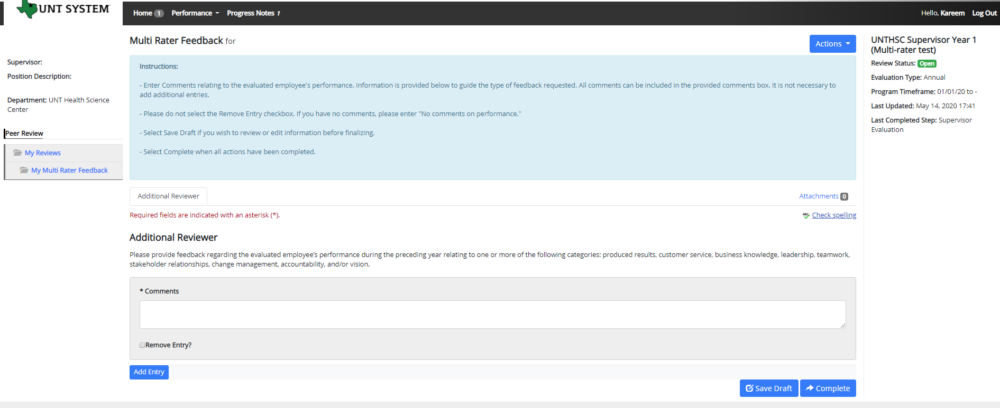 UNT SYSTEM
Home 1 Performance Progress Notes 1
Hello, Kareem Log Out
Supervisor:
Position Description:
Department: UNT Health Science
Center
Peer Review
My Reviews
My Multi Rater Feedback
Multi Rater Feedback for
Actions
Instructions:
- Enter Comments relating to the evaluated employee's performance. Information is provided below to guide the type of feedback requested. All comments can be included in the provided comments box. It is not necessary to
add additional entries.
- Please do not select the Remove Entry checkbox. If you have no comments, please enter "No comments on performance."
- Select Save Draft if you wish to review or edit information before finalizing.
- Select Complete when all actions have been completed.
Additional Reviewer
Attachments 0
Required fields are indicated with an asterisk (*).
ABC Check spelling
Additional Reviewer
Please provide feedback regarding the evaluated employee's performance during the preceding year relating to one or more of the following categories: produced results, customer service, business knowledge, leadership, teamwork,
stakeholder relationships, change management, accountability, and/or vision.
* Comments
Remove Entry?
Add Entry
Save Draft
Complete
UNTHSC Supervisor Year 1
(Multi-rater test)
Review Status: Open
Evaluation Type: Annual
Program Timeframe: 01/01/20 to -
Last Updated: May 14, 2020 17:41
Last Completed Step: Supervisor
Evaluation